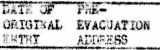 DATE OF PRE-
ORIGINAL EVACUATION
ENTRY ADDRESS